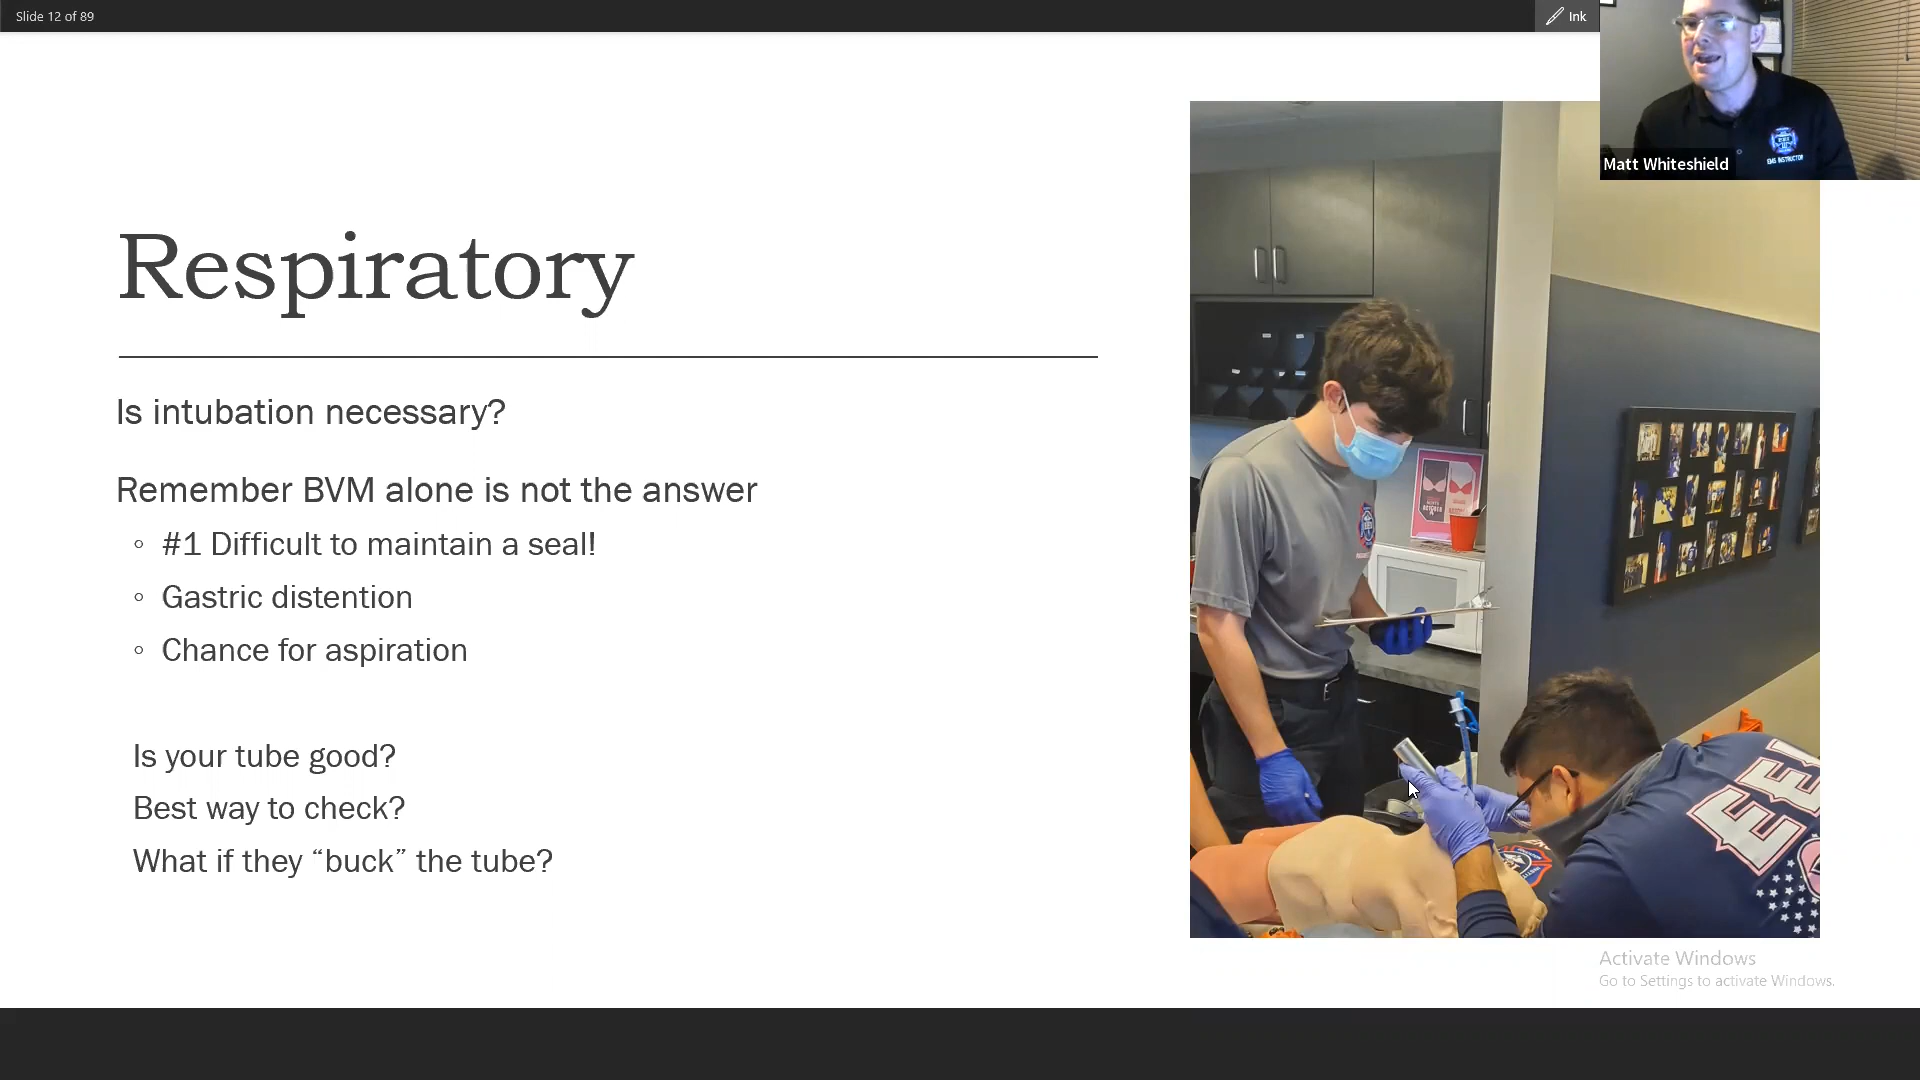 Slide 12 of 89
Ink
Matt Whiteshield
EMS INSTRUCTOR
Respiratory
Is intubation necessary?
Remember BVM alone is not the answer
◦ #1 Difficult to maintain a seal!
◦ Gastric distention
◦ Chance for aspiration
Is your tube good?
Best way to check?
What if they “buck” the tube?
Activate Windows
Go to Settings to activate Windows.